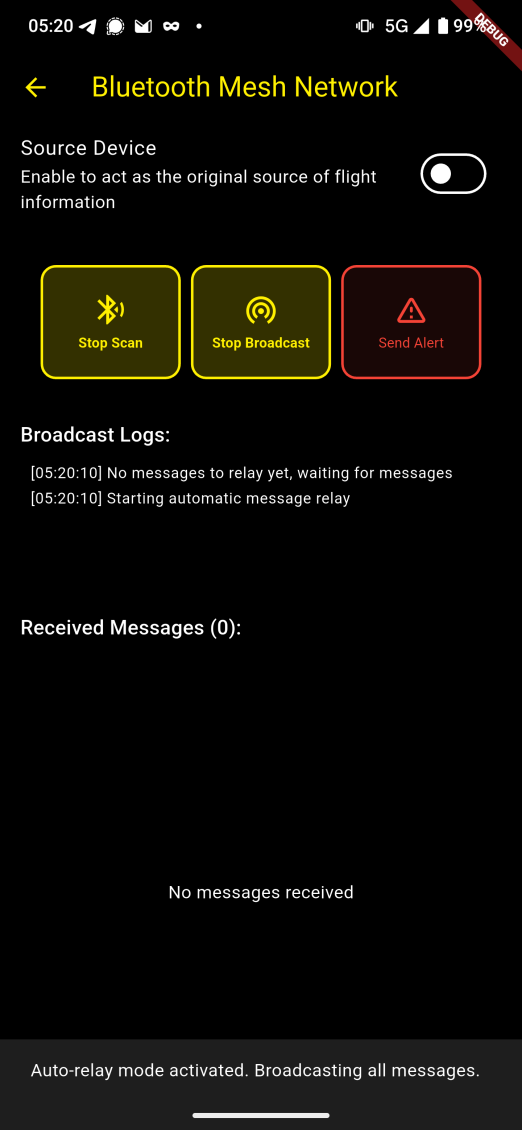 05:20 5G 99%
DEBUG
Bluetooth Mesh Network
Source Device
Enable to act as the original source of flight
information
Stop Scan Stop Broadcast Send Alert
Broadcast Logs:
[05:20:10] No messages to relay yet, waiting for messages
[05:20:10] Starting automatic message relay
Received Messages (0):
No messages received
Auto-relay mode activated. Broadcasting all messages.